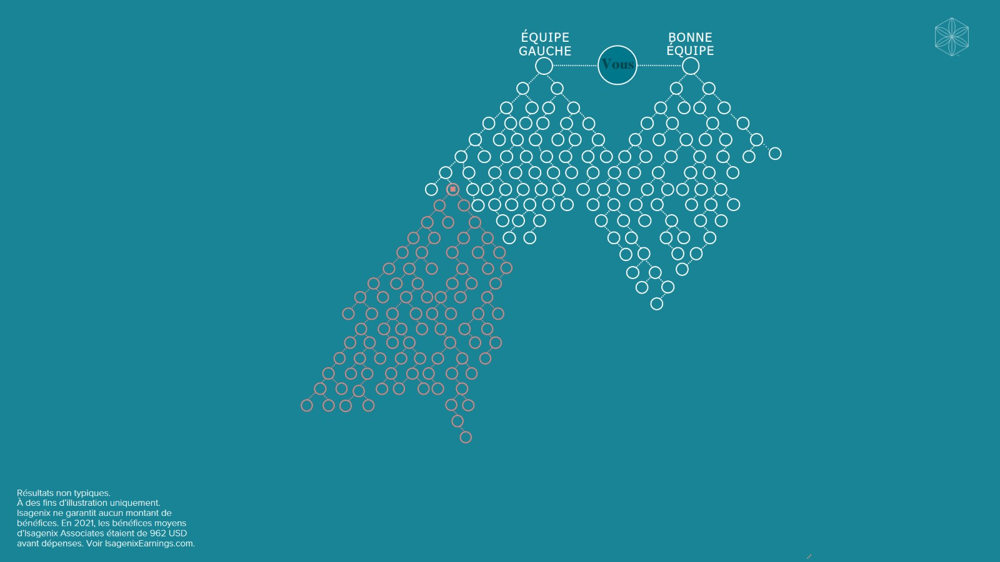 ÉQUIPE
GAUCHE
Vous
BONNE
ÉQUIPE
Résultats non typiques.
À des fins d'illustration uniquement.
Isagenix ne garantit aucun montant de
bénéfices. En 2021, les bénéfices moyens
d'Isagenix Associates étaient de 962 USD
avant dépenses. Voir IsagenixEarnings.com.